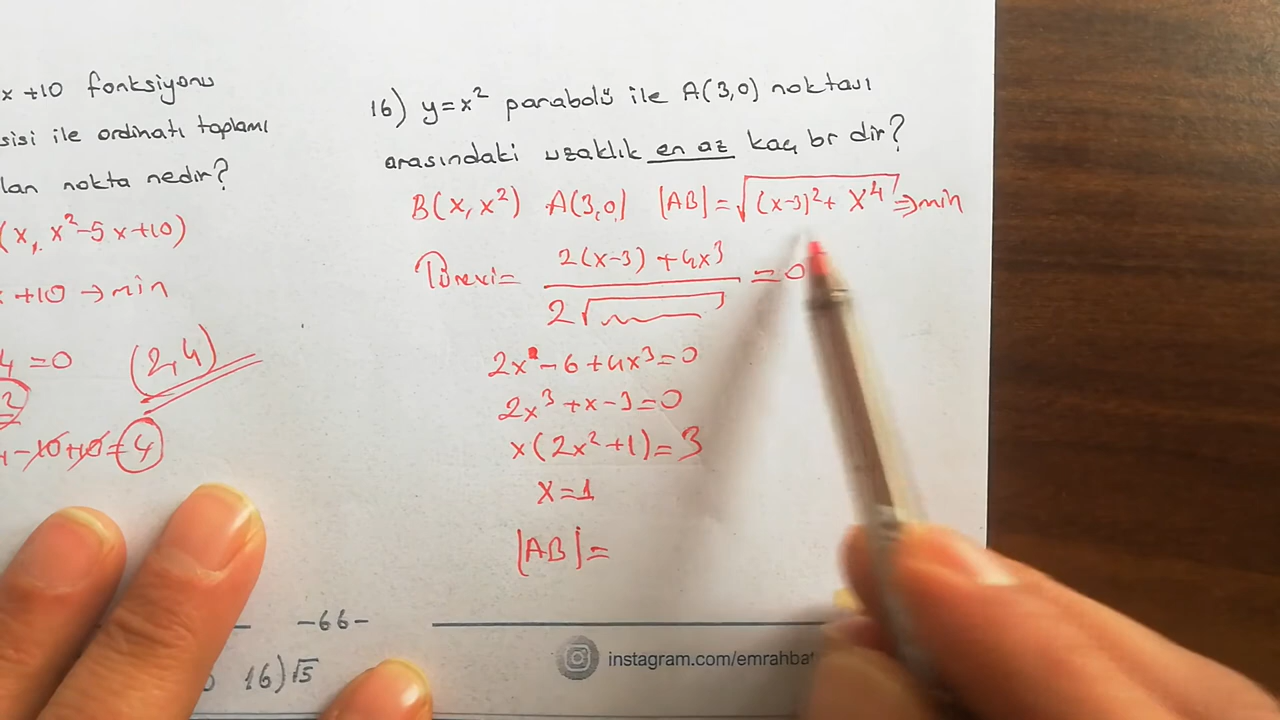 x+10 fonksiyonu
sisi ile ordinatı toplamı
lan nokta nedir?
(x, x²-5x+10)
+10 → min
4=0
(2,4)
2
-10+10=4
16) y=x² parabolü ile A(3,0) noktası
arasındaki uzaklık en az kaç br dir?
B(x, x²) A(3,0) |AB|=√((x-3)²+x⁴) ⇒ min
Türevi= (2(x-3)+4x³)/(2√) =0
2x-6+4x³=0
2x³+x-3=0
x(2x²+1)=3
x=1
|AB|=
-66-
16)√5
instagram.com/emrahbat